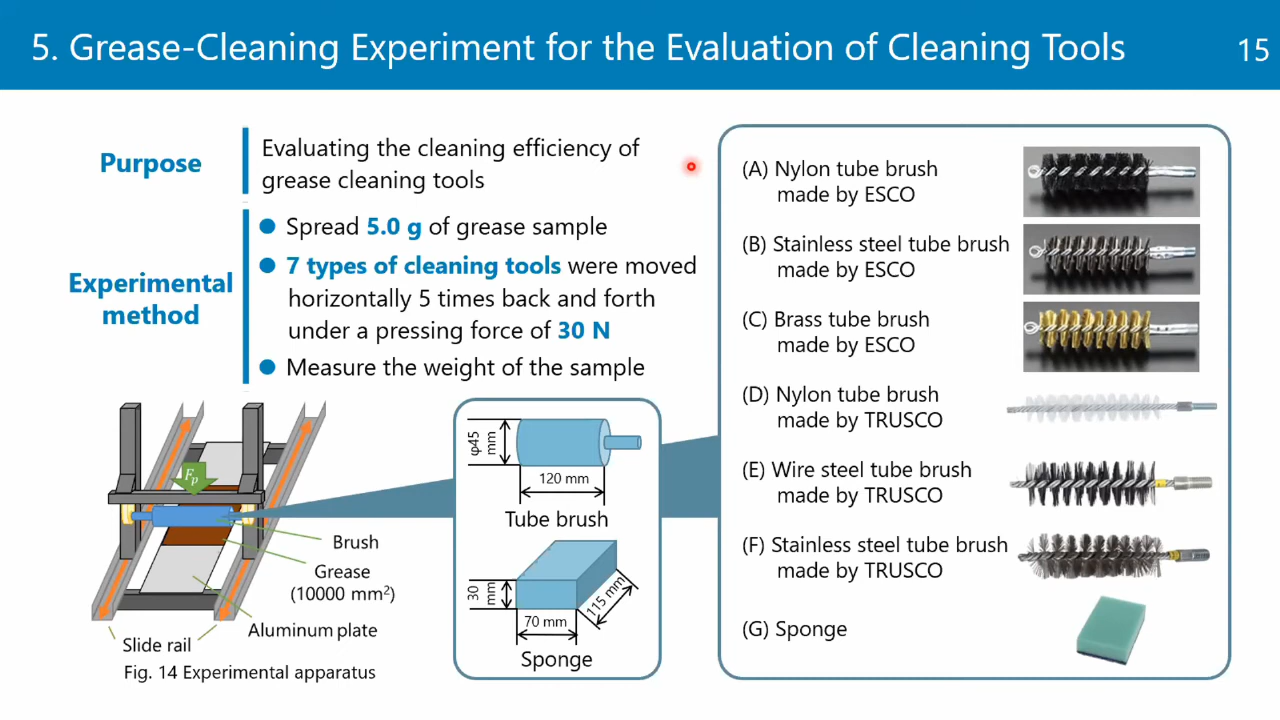 5. Grease-Cleaning Experiment for the Evaluation of Cleaning Tools
15
Purpose
Evaluating the cleaning efficiency of
grease cleaning tools
Experimental
method
● Spread 5.0 g of grease sample
● 7 types of cleaning tools were moved
horizontally 5 times back and forth
under a pressing force of 30 N
● Measure the weight of the sample
Fₚ
Brush
Grease
(10000 mm²)
Aluminum plate
Slide rail
Fig. 14 Experimental apparatus
φ45
mm
120 mm
Tube brush
30
mm
70 mm
115 mm
Sponge
(A) Nylon tube brush
made by ESCO
(B) Stainless steel tube brush
made by ESCO
(C) Brass tube brush
made by ESCO
(D) Nylon tube brush
made by TRUSCO
(E) Wire steel tube brush
made by TRUSCO
(F) Stainless steel tube brush
made by TRUSCO
(G) Sponge